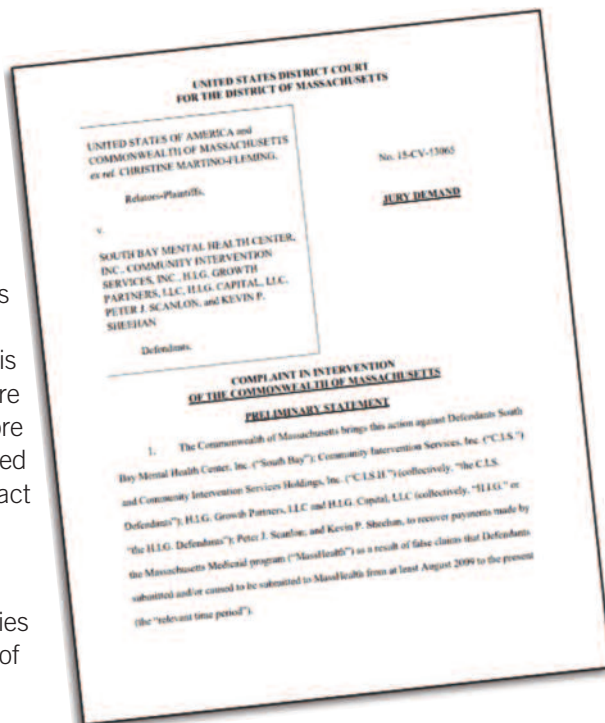 s
is
re
ore
ed
act
ies
of
UNITED STATES DISTRICT COURT
FOR THE DISTRICT OF MASSACHUSETTS
UNITED STATES OF AMERICA and
COMMONWEALTH OF MASSACHUSETTS
ex rel. CHRISTINE MARTINO-FLEMING,
Relators-Plaintiffs,
v.
SOUTH BAY MENTAL HEALTH CENTER,
INC., COMMUNITY INTERVENTION
SERVICES, INC., H.I.G. GROWTH
PARTNERS, LLC, H.I.G. CAPITAL, LLC,
PETER J. SCANLON, and KEVIN P.
SHEEHAN
Defendants.
No. 15-CV-13065
JURY DEMAND
COMPLAINT IN INTERVENTION
OF THE COMMONWEALTH OF MASSACHUSETTS
PRELIMINARY STATEMENT
1. The Commonwealth of Massachusetts brings this action against Defendants South
Bay Mental Health Center, Inc. ("South Bay"); Community Intervention Services, Inc. ("C.I.S.")
and Community Intervention Services Holdings, Inc. ("C.I.S.H.") (collectively, "the C.I.S.
Defendants"); H.I.G. Growth Partners, LLC and H.I.G. Capital, LLC (collectively, "H.I.G." or
"the H.I.G. Defendants"); Peter J. Scanlon; and Kevin P. Sheehan, to recover payments made by
the Massachusetts Medicaid program ("MassHealth") as a result of false claims that Defendants
submitted and/or caused to be submitted to MassHealth from at least August 2009 to the present
(the "relevant time period").